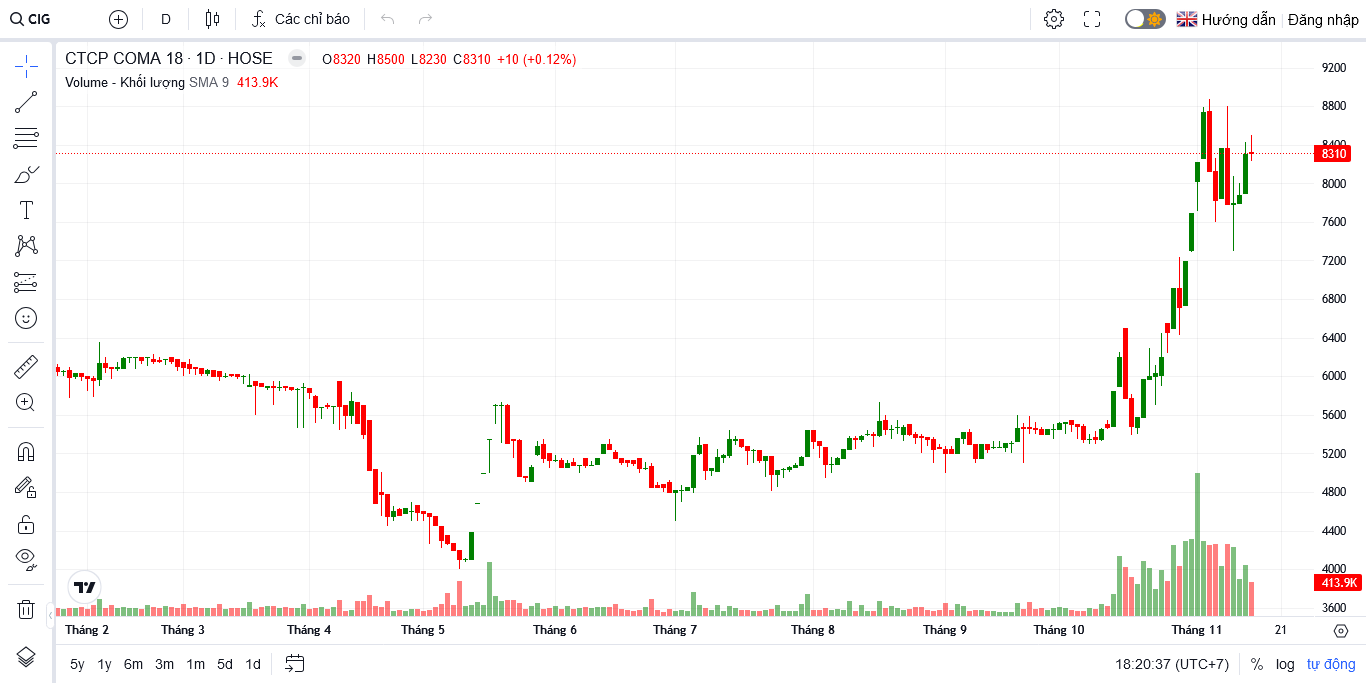 CIG D Các chỉ báo Hướng dẫn Đăng nhập
CTCP COMA 18 · 1D · HOSE O8320 H8500 L8230 C8310 +10 (+0.12%)
Volume - Khối lượng SMA 9 413.9K
9200
8800
8400
8310
8000
7600
7200
6800
6400
6000
5600
5200
4800
4400
4000
413.9K
3600
Tháng 2 Tháng 3 Tháng 4 Tháng 5 Tháng 6 Tháng 7 Tháng 8 Tháng 9 Tháng 10 Tháng 11 21
5y 1y 6m 3m 1m 5d 1d 18:20:37 (UTC+7) % log tự động